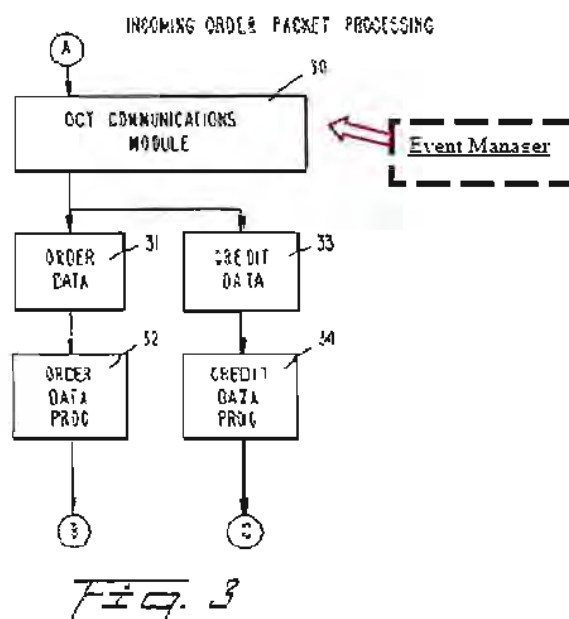 INCOMING ORDER PACKET PROCESSING
A
30
OCT COMMUNICATIONS
MODULE
Event Manager
31
33
ORDER
DATA
CREDIT
DATA
32
34
ORDER
DATA
PROC
CREDIT
DATA
PROC
B
C
Fig. 3